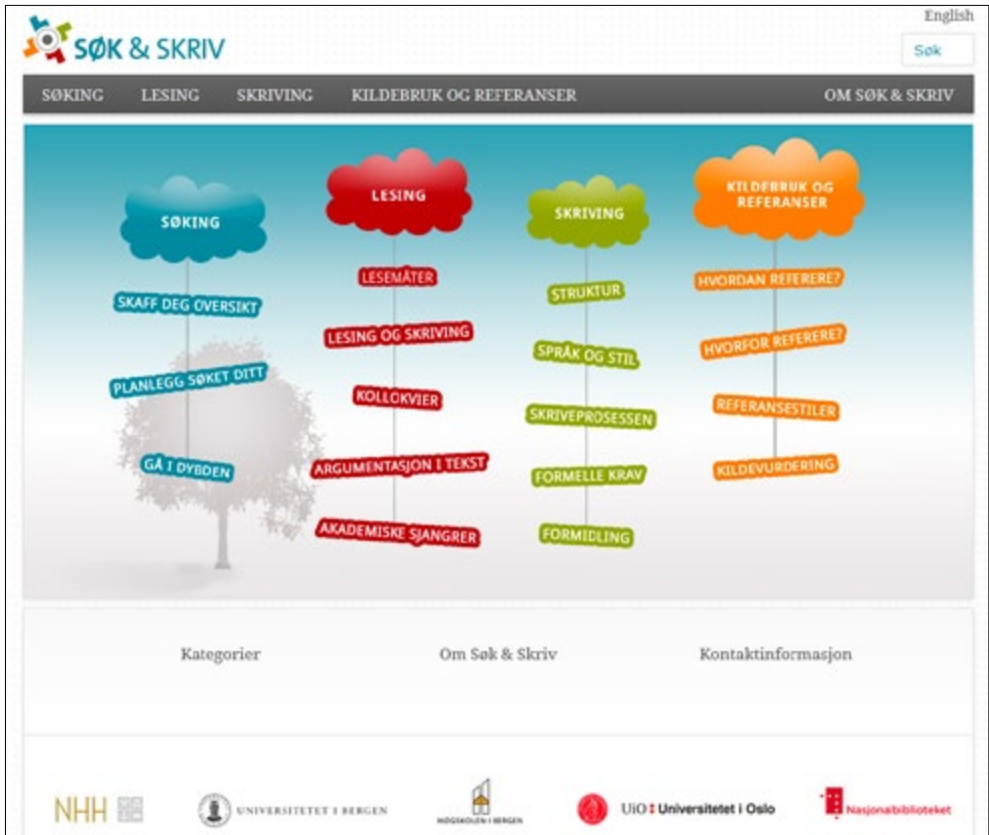 English
SØK & SKRIV
Søk
SØKING LESING SKRIVING KILDEBRUK OG REFERANSER OM SØK & SKRIV
SØKING
SKAFF DEG OVERSIKT
PLANLEGG SØKET DITT
GÅ I DYBDEN
LESING
LESEMÅTER
LESING OG SKRIVING
KOLLOKVIER
ARGUMENTASJON I TEKST
AKADEMISKE SJANGRER
SKRIVING
STRUKTUR
SPRÅK OG STIL
SKRIVEPROSESSEN
FORMELLE KRAV
FORMIDLING
KILDEBRUK OG
REFERANSER
HVORDAN REFERERE?
HVORFOR REFERERE?
REFERANSESTILER
KILDEVURDERING
Kategorier Om Søk & Skriv Kontaktinformasjon
NHH UNIVERSITETET I BERGEN HØGSKOLEN I BERGEN UiO Universitetet i Oslo Nasjonalbiblioteket